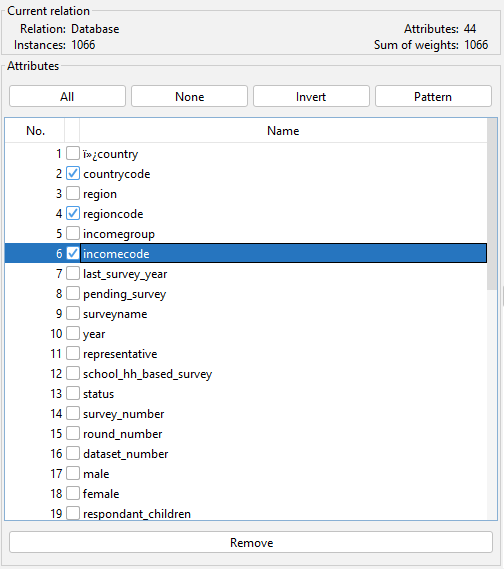 Current relation
Relation: Database Attributes: 44
Instances: 1066 Sum of weights: 1066
Attributes
All None Invert Pattern
No. Name
1 ï»¿country
2 countrycode
3 region
4 regioncode
5 incomegroup
6 incomecode
7 last_survey_year
8 pending_survey
9 surveyname
10 year
11 representative
12 school_hh_based_survey
13 status
14 survey_number
15 round_number
16 dataset_number
17 male
18 female
19 respondant_children
Remove